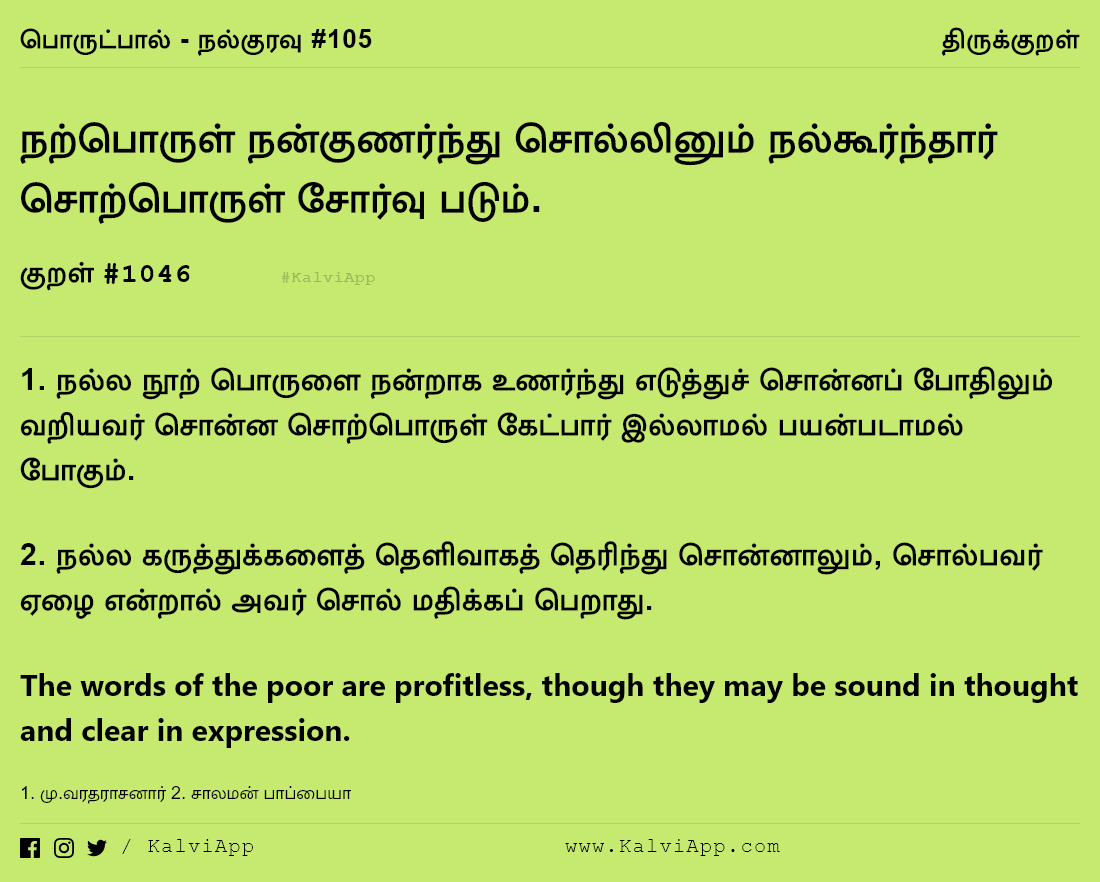 பொருட்பால் - நல்குரவு #105 திருக்குறள்
நற்பொருள் நன்குணர்ந்து சொல்லினும் நல்கூர்ந்தார்
சொற்பொருள் சோர்வு படும்.
குறள் #1046 #KalviApp
1. நல்ல நூற் பொருளை நன்றாக உணர்ந்து எடுத்துச் சொன்னப் போதிலும்
வறியவர் சொன்ன சொற்பொருள் கேட்பார் இல்லாமல் பயன்படாமல்
போகும்.
2. நல்ல கருத்துக்களைத் தெளிவாகத் தெரிந்து சொன்னாலும், சொல்பவர்
ஏழை என்றால் அவர் சொல் மதிக்கப் பெறாது.
The words of the poor are profitless, though they may be sound in thought
and clear in expression.
1. மு.வரதராசனார் 2. சாலமன் பாப்பையா
/ KalviApp www.KalviApp.com